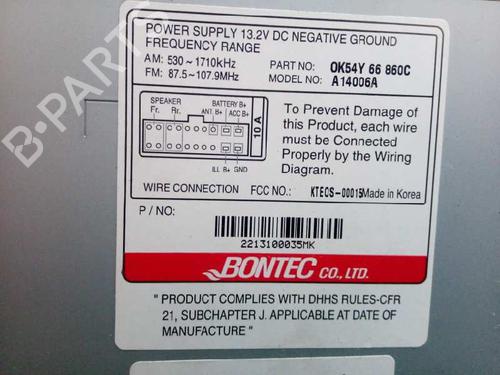 POWER SUPPLY 13.2V DC NEGATIVE GROUND
FREQUENCY RANGE
AM: 530~1710kHz
FM: 87.5~107.9MHz
PART NO: OK54Y 66 860C
MODEL NO: A14006A
SPEAKER
Fr. Rr.
BATTERY B+
ANT. B+ ACC B+
10 A
ILL B+ GND
To Prevent Damage of
this Product, each wire
must be Connected
Properly by the Wiring
Diagram.
WIRE CONNECTION FCC NO.: KTECS-00015 Made in Korea
P / NO:
2213100035MK
BONTEC CO., LTD.
" PRODUCT COMPLIES WITH DHHS RULES-CFR
21, SUBCHAPTER J. APPLICABLE AT DATE OF
MANUFACTURE "
B-PARTS